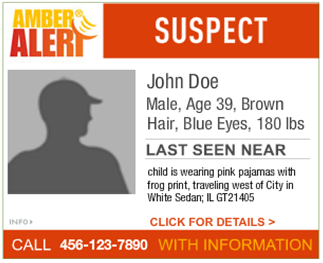 AMBER
ALERT
SUSPECT
John Doe
Male, Age 39, Brown
Hair, Blue Eyes, 180 lbs
LAST SEEN NEAR
child is wearing pink pajamas with
frog print, traveling west of City in
White Sedan; IL GT21405
INFO
CLICK FOR DETAILS >
CALL 456-123-7890 WITH INFORMATION